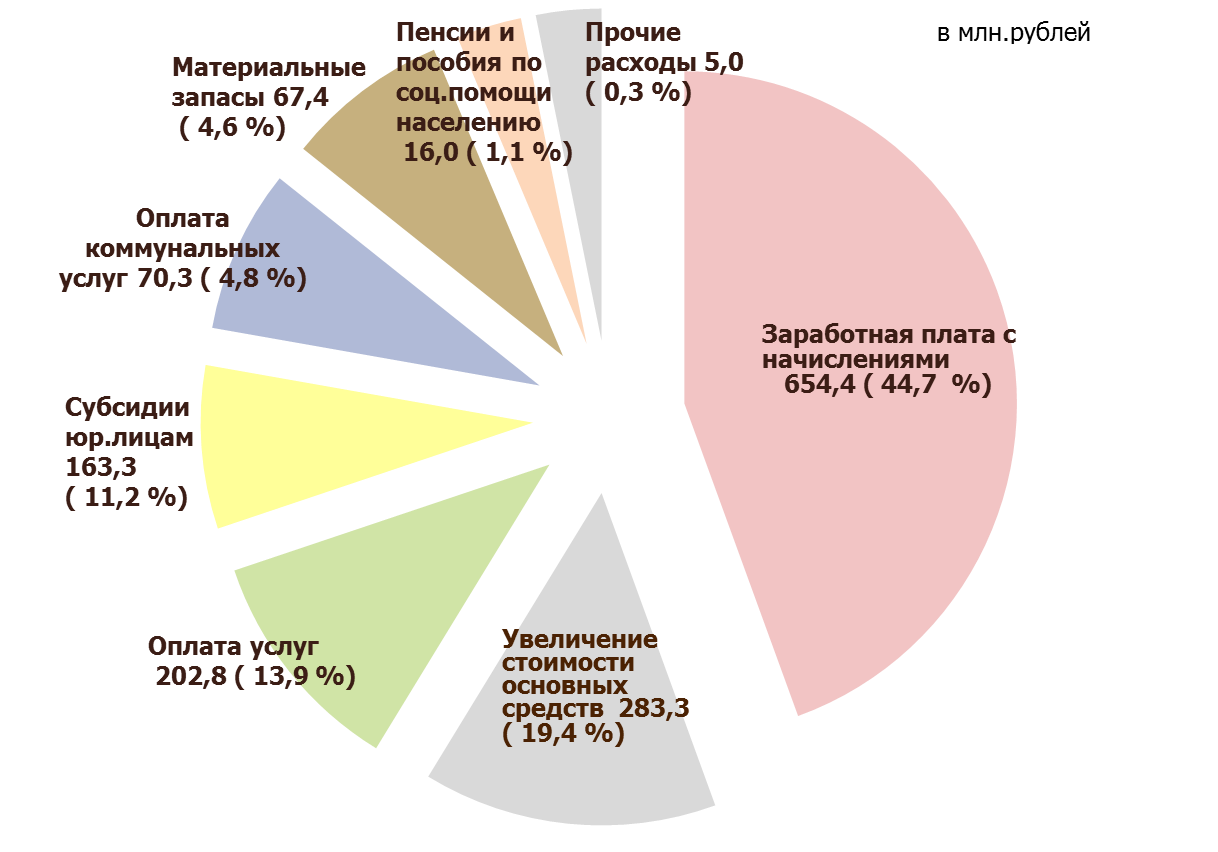 в млн.рублей
Пенсии и
пособия по
соц.помощи
населению
16,0 ( 1,1 %)
Прочие
расходы 5,0
( 0,3 %)
Материальные
запасы 67,4
( 4,6 %)
Оплата
коммунальных
услуг 70,3 ( 4,8 %)
Заработная плата с
начислениями
654,4 ( 44,7  %)
Субсидии
юр.лицам
163,3
( 11,2 %)
Оплата услуг
202,8 ( 13,9 %)
Увеличение
стоимости
основных
средств  283,3
( 19,4 %)